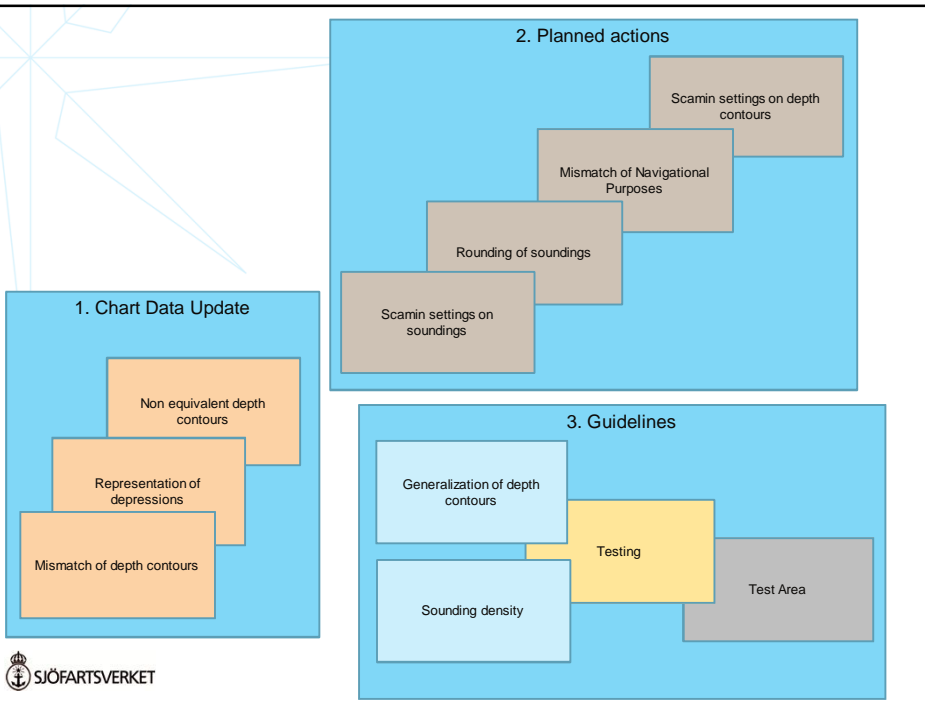 2. Planned actions
Scamin settings on depth
contours
Mismatch of Navigational
Purposes
Rounding of soundings
Scamin settings on
soundings
1. Chart Data Update
Non equivalent depth
contours
Representation of
depressions
Mismatch of depth contours
3. Guidelines
Generalization of depth
contours
Testing
Test Area
Sounding density
SJÖFARTSVERKET